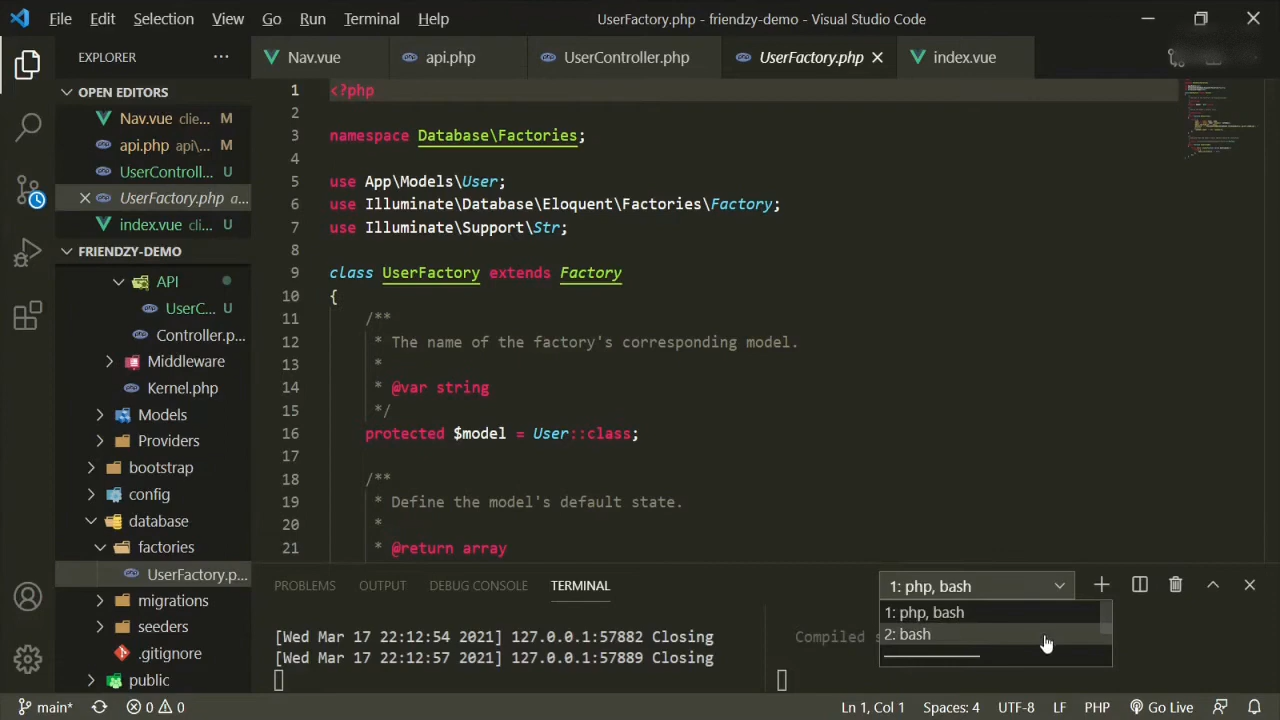 File Edit Selection View Go Run Terminal Help UserFactory.php - friendzy-demo - Visual Studio Code
EXPLORER ··· Nav.vue api.php UserController.php UserFactory.php index.vue
OPEN EDITORS
Nav.vue clie... M
api.php api\... M
UserControll... U
UserFactory.php a...
index.vue cli... U
FRIENDZY-DEMO
API
UserC... U
Controller.p...
Middleware
Kernel.php
Models
Providers
bootstrap
config
database
factories
UserFactory.p...
migrations
seeders
.gitignore
public
1 <?php
2
3 namespace Database\Factories;
4
5 use App\Models\User;
6 use Illuminate\Database\Eloquent\Factories\Factory;
7 use Illuminate\Support\Str;
8
9 class UserFactory extends Factory
10 {
11 /**
12 * The name of the factory's corresponding model.
13 *
14 * @var string
15 */
16 protected $model = User::class;
17
18 /**
19 * Define the model's default state.
20 *
21 * @return array
PROBLEMS OUTPUT DEBUG CONSOLE TERMINAL 1: php, bash
1: php, bash
2: bash
[Wed Mar 17 22:12:54 2021] 127.0.0.1:57882 Closing
[Wed Mar 17 22:12:57 2021] 127.0.0.1:57889 Closing
Compiled s
main* 0 0 Ln 1, Col 1 Spaces: 4 UTF-8 LF PHP Go Live